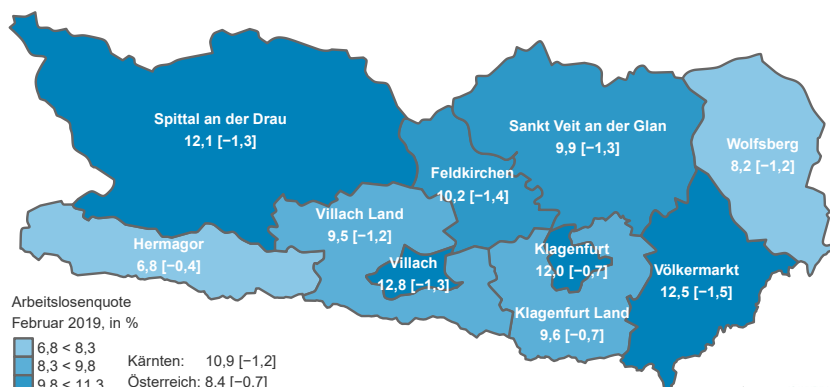 Spittal an der Drau
12,1 [−1,3]
Sankt Veit an der Glan
9,9 [−1,3]
Wolfsberg
8,2 [−1,2]
Feldkirchen
10,2 [−1,4]
Villach Land
9,5 [−1,2]
Hermagor
6,8 [−0,4]
Villach
12,8 [−1,3]
Klagenfurt
12,0 [−0,7]
Völkermarkt
12,5 [−1,5]
Klagenfurt Land
9,6 [−0,7]
Arbeitslosenquote
Februar 2019, in %
6,8 < 8,3
8,3 < 9,8
9,8 < 11,3
Kärnten: 10,9 [−1,2]
Österreich: 8,4 [−0,7]